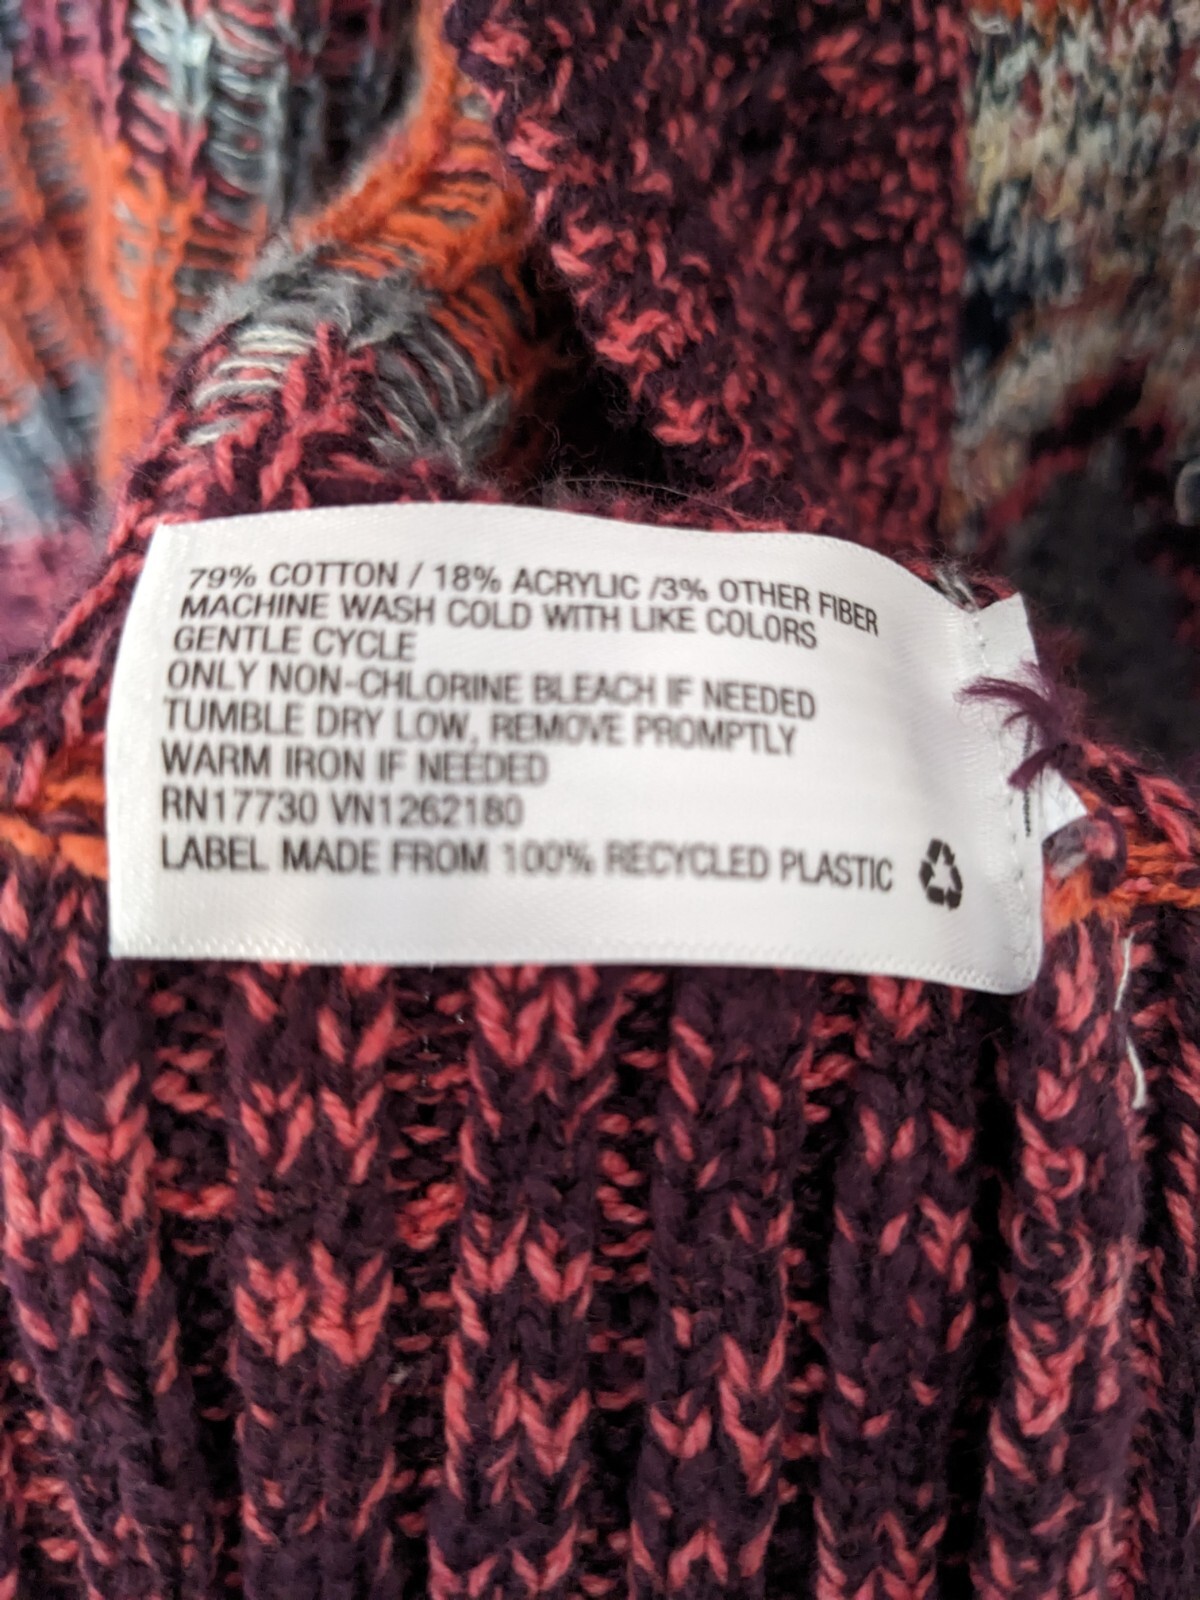 79% COTTON / 18% ACRYLIC /3% OTHER FIBER
MACHINE WASH COLD WITH LIKE COLORS
GENTLE CYCLE
ONLY NON-CHLORINE BLEACH IF NEEDED
TUMBLE DRY LOW, REMOVE PROMPTLY
WARM IRON IF NEEDED
RN17730 VN1262180
LABEL MADE FROM 100% RECYCLED PLASTIC